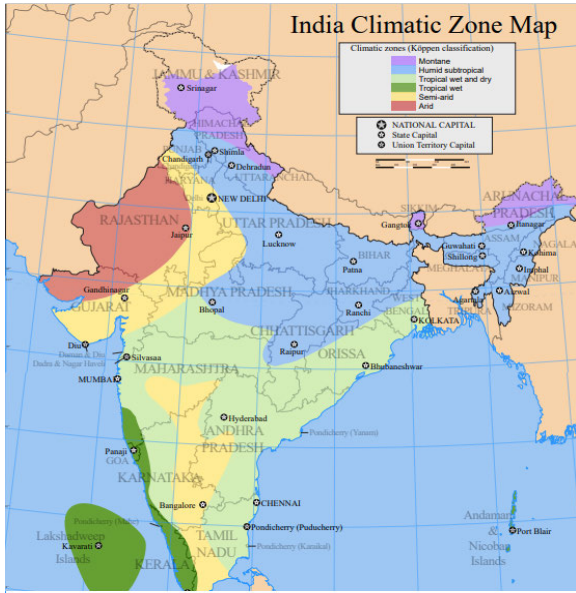 India Climatic Zone Map
Climatic zones (Köppen classification)
Montane
Humid subtropical
Tropical wet and dry
Tropical wet
Semi-arid
Arid
NATIONAL CAPITAL
State Capital
Union Territory Capital
JAMMU & KASHMIR
Srinagar
HIMACHAL
PRADESH
Shimla
PUNJAB
Chandigarh
Chandigarh
Dehradun
UTTARANCHAL
HARYANA
Delhi
NEW DELHI
ARUNACHAL
PRADESH
SIKKIM
Gangtok
Itanagar
RAJASTHAN
Jaipur
UTTAR PRADESH
Lucknow
ASSAM
Guwahati
NAGALAND
Kohima
Shillong
MEGHALAYA
BIHAR
Patna
Imphal
MANIPUR
Gandhinagar
GUJARAT
MADHYA PRADESH
Bhopal
JHARKHAND
Ranchi
WEST
BENGAL
KOLKATA
Agartala
TRIPURA
Aizawl
MIZORAM
CHHATTISGARH
Raipur
ORISSA
Bhubaneshwar
Diu
Daman & Diu
Dadra & Nagar Haveli
Silvasaa
MAHARASHTRA
MUMBAI
Hyderabad
ANDHRA
PRADESH
Pondicherry (Yanam)
Panaji
GOA
KARNATAKA
Bangalore
CHENNAI
Pondicherry (Mahe)
Pondicherry (Puducherry)
Pondicherry (Karaikal)
TAMIL
NADU
KERALA
Lakshadweep
Islands
Kavarati
Andaman
&
Nicobar
Islands
Port Blair